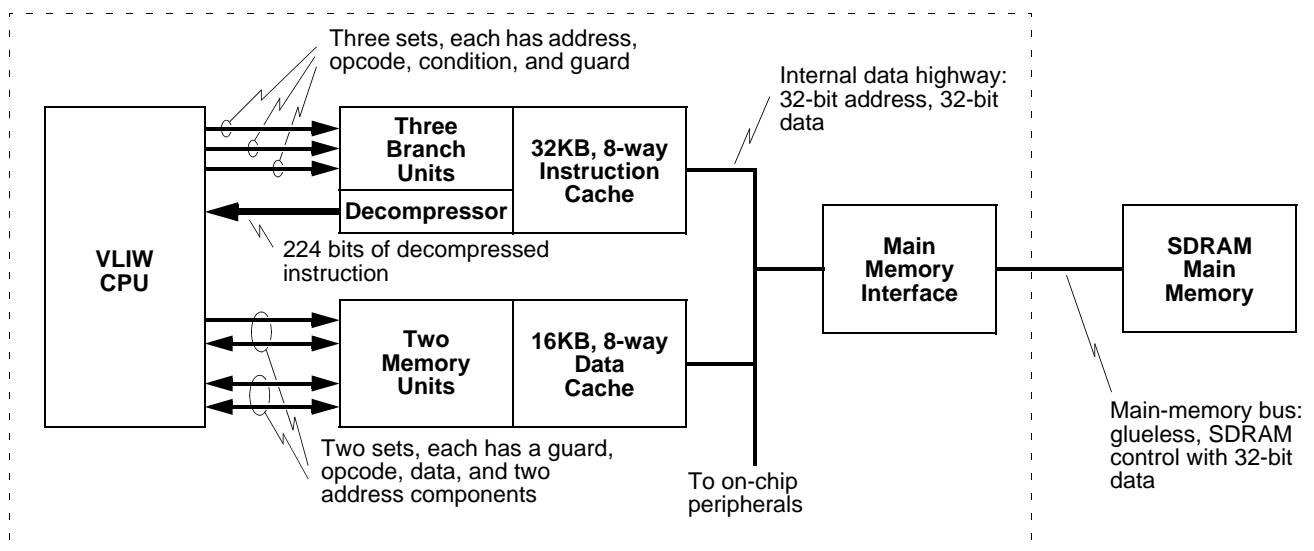 Three sets, each has address,
opcode, condition, and guard
Internal data highway:
32-bit address, 32-bit
data
VLIW
CPU
Three
Branch
Units
Decompressor
32KB, 8-way
Instruction
Cache
224 bits of decompressed
instruction
Main
Memory
Interface
SDRAM
Main
Memory
Two
Memory
Units
16KB, 8-way
Data
Cache
Two sets, each has a guard,
opcode, data, and two
address components
To on-chip
peripherals
Main-memory bus:
glueless, SDRAM
control with 32-bit
data